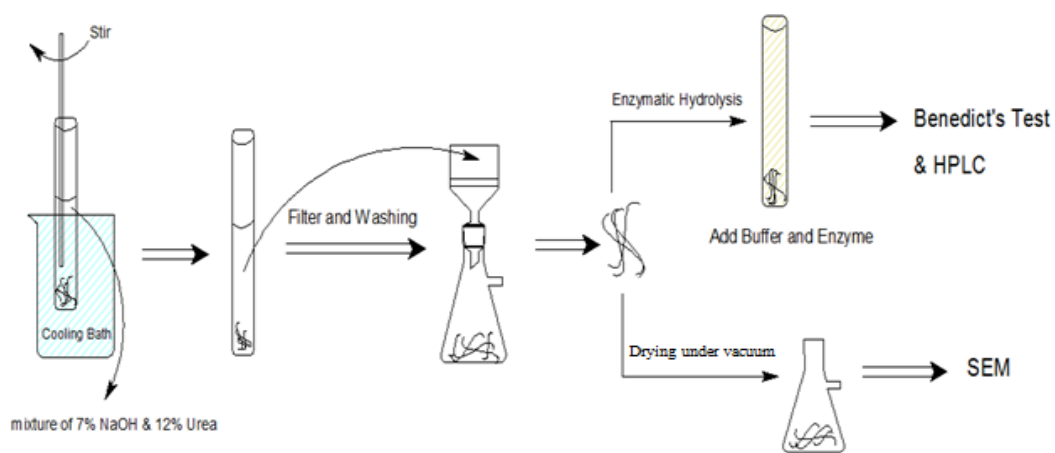 Stir
Cooling Bath
mixture of 7% NaOH & 12% Urea
Filter and Washing
Enzymatic Hydrolysis
Add Buffer and Enzyme
Benedict's Test
& HPLC
Drying under vacuum
SEM